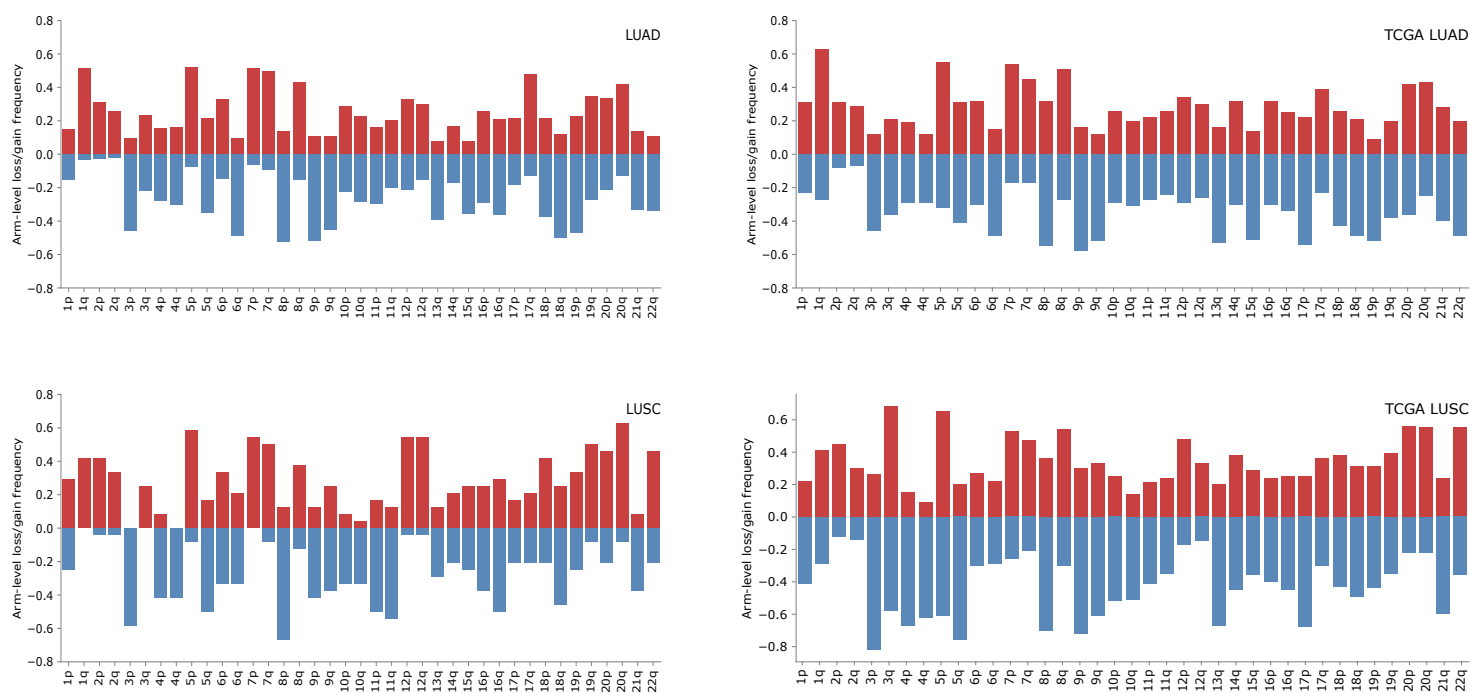 0.8
0.6
0.4
0.2
0.0
−0.2
−0.4
−0.6
−0.8
Arm-level loss/gain frequency
LUAD
1p 1q 2p 2q 3p 3q 4p 4q 5p 5q 6p 6q 7p 7q 8p 8q 9p 9q 10p 10q 11p 11q 12p 12q 13q 14q 15q 16p 16q 17p 17q 18p 18q 19p 19q 20p 20q 21q 22q
0.8
0.6
0.4
0.2
0.0
−0.2
−0.4
−0.6
−0.8
Arm-level loss/gain frequency
TCGA LUAD
1p 1q 2p 2q 3p 3q 4p 4q 5p 5q 6p 6q 7p 7q 8p 8q 9p 9q 10p 10q 11p 11q 12p 12q 13q 14q 15q 16p 16q 17p 17q 18p 18q 19p 19q 20p 20q 21q 22q
0.8
0.6
0.4
0.2
0.0
−0.2
−0.4
−0.6
−0.8
Arm-level loss/gain frequency
LUSC
1p 1q 2p 2q 3p 3q 4p 4q 5p 5q 6p 6q 7p 7q 8p 8q 9p 9q 10p 10q 11p 11q 12p 12q 13q 14q 15q 16p 16q 17p 17q 18p 18q 19p 19q 20p 20q 21q 22q
0.6
0.4
0.2
0.0
−0.2
−0.4
−0.6
−0.8
Arm-level loss/gain frequency
TCGA LUSC
1p 1q 2p 2q 3p 3q 4p 4q 5p 5q 6p 6q 7p 7q 8p 8q 9p 9q 10p 10q 11p 11q 12p 12q 13q 14q 15q 16p 16q 17p 17q 18p 18q 19p 19q 20p 20q 21q 22q